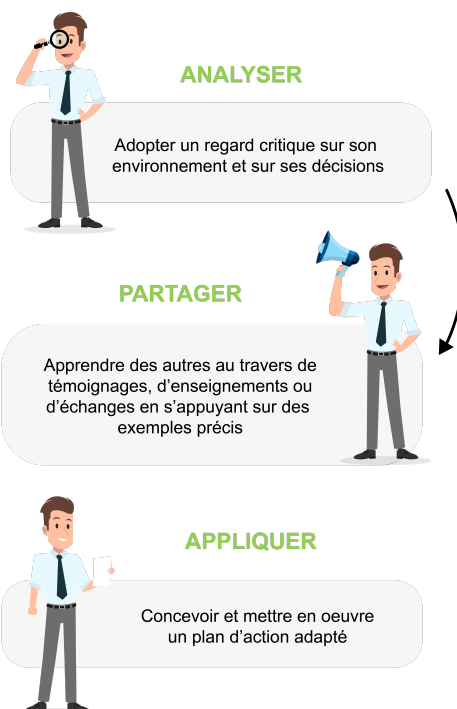 ANALYSER
Adopter un regard critique sur son
environnement et sur ses décisions
PARTAGER
Apprendre des autres au travers de
témoignages, d'enseignements ou
d'échanges en s'appuyant sur des
exemples précis
APPLIQUER
Concevoir et mettre en oeuvre
un plan d'action adapté